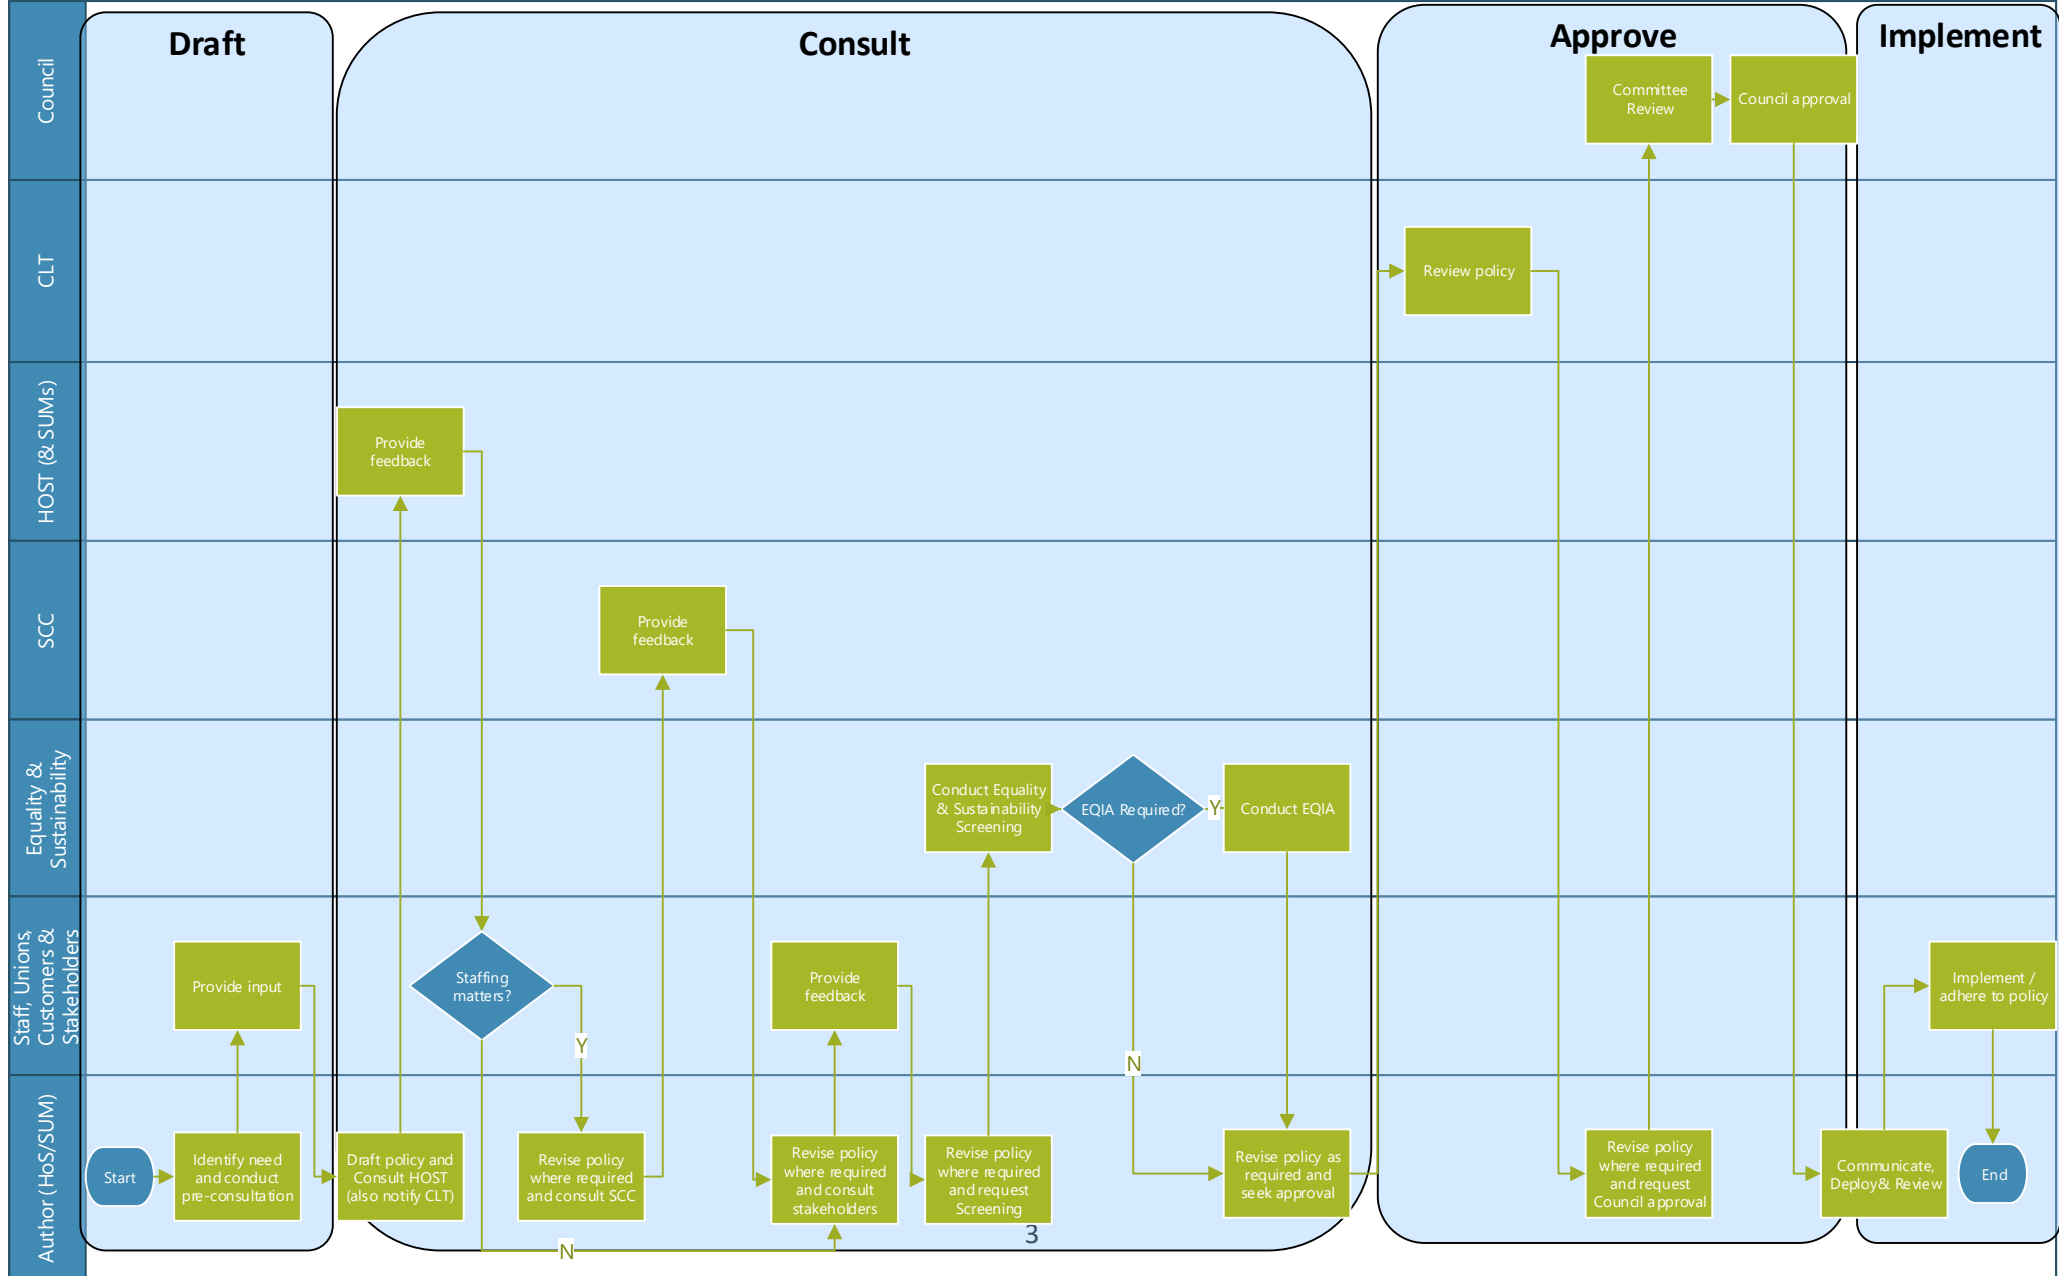 Draft
Consult
Approve
Implement
Council
Committee
Review
Council approval
CLT
Review policy
HOST (& SUMs)
Provide
feedback
SCC
Provide
feedback
Equality &
Sustainability
Conduct Equality
& Sustainability
Screening
EQIA Required?
Y
Conduct EQIA
Staff, Unions,
Customers &
Stakeholders
Provide input
Staffing
matters?
Y
Provide
feedback
N
Implement /
adhere to policy
Author (HoS/SUM)
Start
Identify need
and conduct
pre-consultation
Draft policy and
Consult HOST
(also notify CLT)
Revise policy
where required
and consult SCC
Revise policy
where required
and consult
stakeholders
Revise policy
where required
and request
Screening
Revise policy as
required and
seek approval
Revise policy
where required
and request
Council approval
Communicate,
Deploy& Review
End
N
3